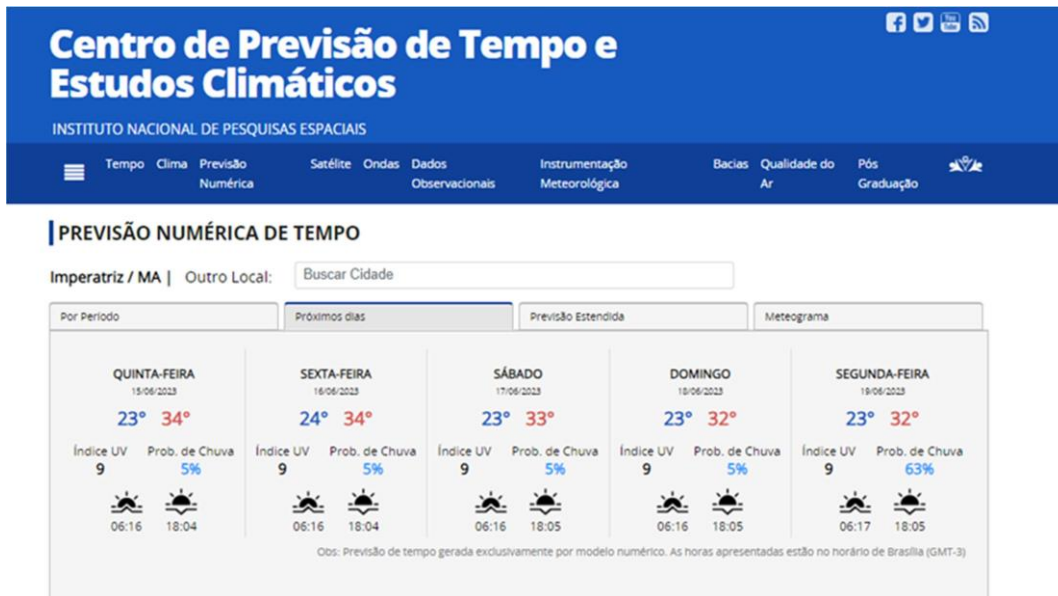 You
Tube
Centro de Previsão de Tempo e
Estudos Climáticos
INSTITUTO NACIONAL DE PESQUISAS ESPACIAIS
Tempo Clima Previsão Numérica Satélite Ondas Dados Observacionais Instrumentação Meteorológica Bacias Qualidade do Ar Pós Graduação
PREVISÃO NUMÉRICA DE TEMPO
Imperatriz / MA | Outro Local: Buscar Cidade
Por Período Próximos dias Previsão Estendida Meteograma
QUINTA-FEIRA SEXTA-FEIRA SÁBADO DOMINGO SEGUNDA-FEIRA
15/06/2023 16/06/2023 17/06/2023 18/06/2023 19/06/2023
23° 34° 24° 34° 23° 33° 23° 32° 23° 32°
Índice UV Prob. de Chuva Índice UV Prob. de Chuva Índice UV Prob. de Chuva Índice UV Prob. de Chuva Índice UV Prob. de Chuva
9 5% 9 5% 9 5% 9 5% 9 63%
06:16 18:04 06:16 18:04 06:16 18:05 06:16 18:05 06:17 18:05
Obs: Previsão de tempo gerada exclusivamente por modelo numérico. As horas apresentadas estão no horário de Brasília (GMT-3)